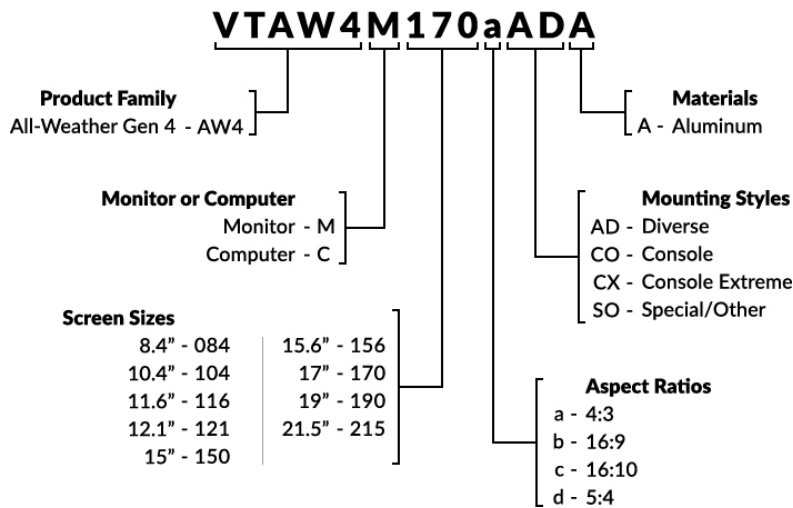 VTAW4M170aADA
Product Family
All-Weather Gen 4 - AW4
Materials
A - Aluminum
Monitor or Computer
Monitor - M
Computer - C
Mounting Styles
AD - Diverse
CO - Console
CX - Console Extreme
SO - Special/Other
Screen Sizes
8.4” - 084
10.4” - 104
11.6” - 116
12.1” - 121
15” - 150
15.6” - 156
17” - 170
19” - 190
21.5” - 215
Aspect Ratios
a - 4:3
b - 16:9
c - 16:10
d - 5:4